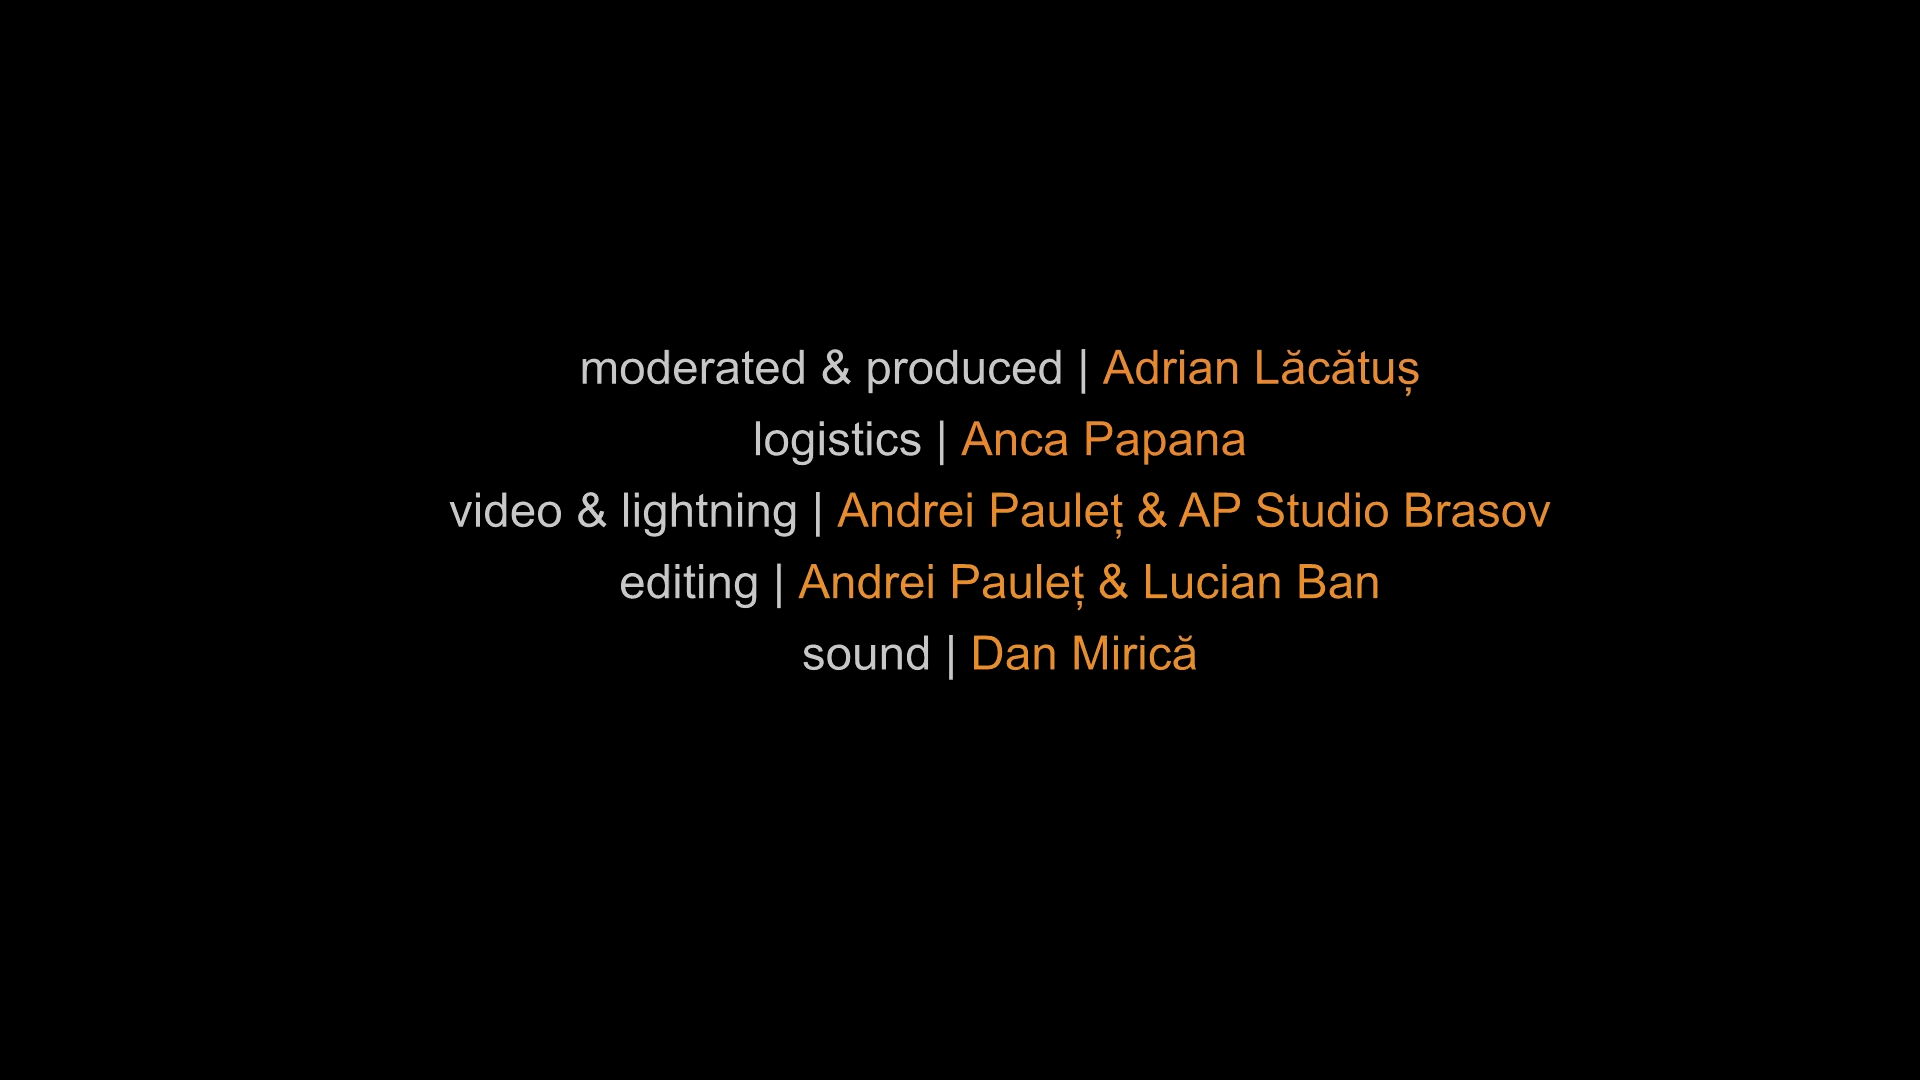 moderated & produced | Adrian Lăcătuș
logistics | Anca Papana
video & lightning | Andrei Pauleț & AP Studio Brasov
editing | Andrei Pauleț & Lucian Ban
sound | Dan Mirică